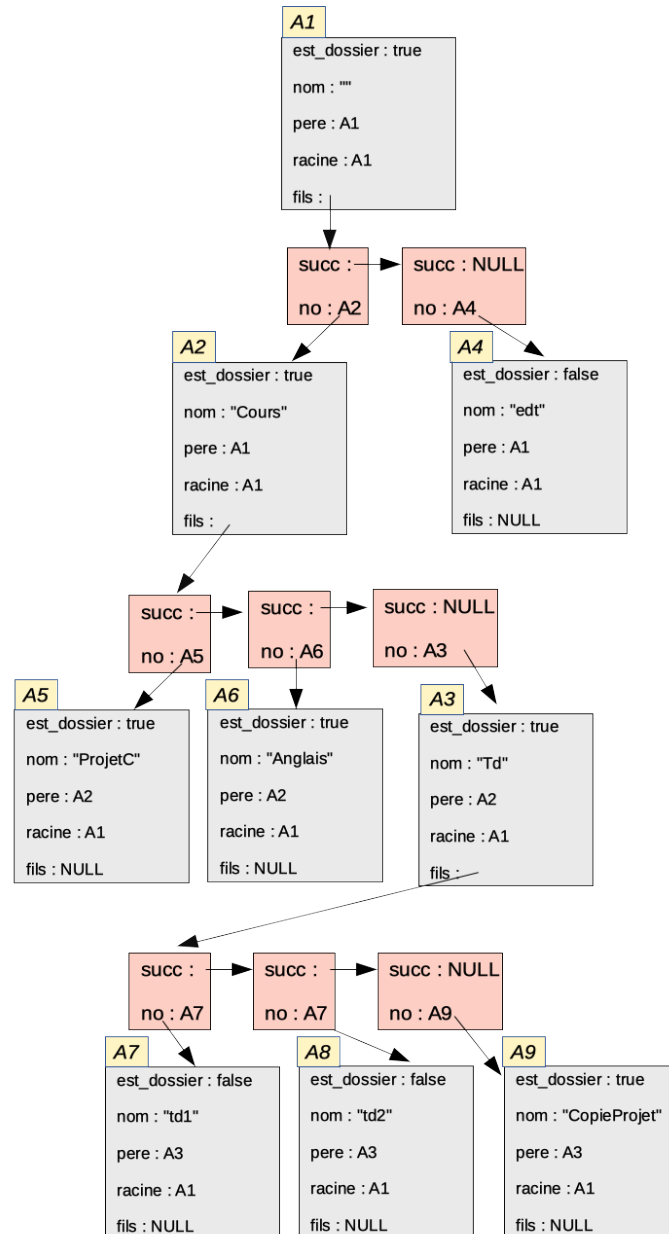 A1
est_dossier : true
nom : ""
pere : A1
racine : A1
fils :
succ :
no : A2
succ : NULL
no : A4
A2
est_dossier : true
nom : "Cours"
pere : A1
racine : A1
fils :
A4
est_dossier : false
nom : "edt"
pere : A1
racine : A1
fils : NULL
succ :
no : A5
succ :
no : A6
succ : NULL
no : A3
A5
est_dossier : true
nom : "ProjetC"
pere : A2
racine : A1
fils : NULL
A6
est_dossier : true
nom : "Anglais"
pere : A2
racine : A1
fils : NULL
A3
est_dossier : true
nom : "Td"
pere : A2
racine : A1
fils :
succ :
no : A7
succ :
no : A7
succ : NULL
no : A9
A7
est_dossier : false
nom : "td1"
pere : A3
racine : A1
fils : NULL
A8
est_dossier : false
nom : "td2"
pere : A3
racine : A1
fils : NULL
A9
est_dossier : true
nom : "CopieProjet"
pere : A3
racine : A1
fils : NULL